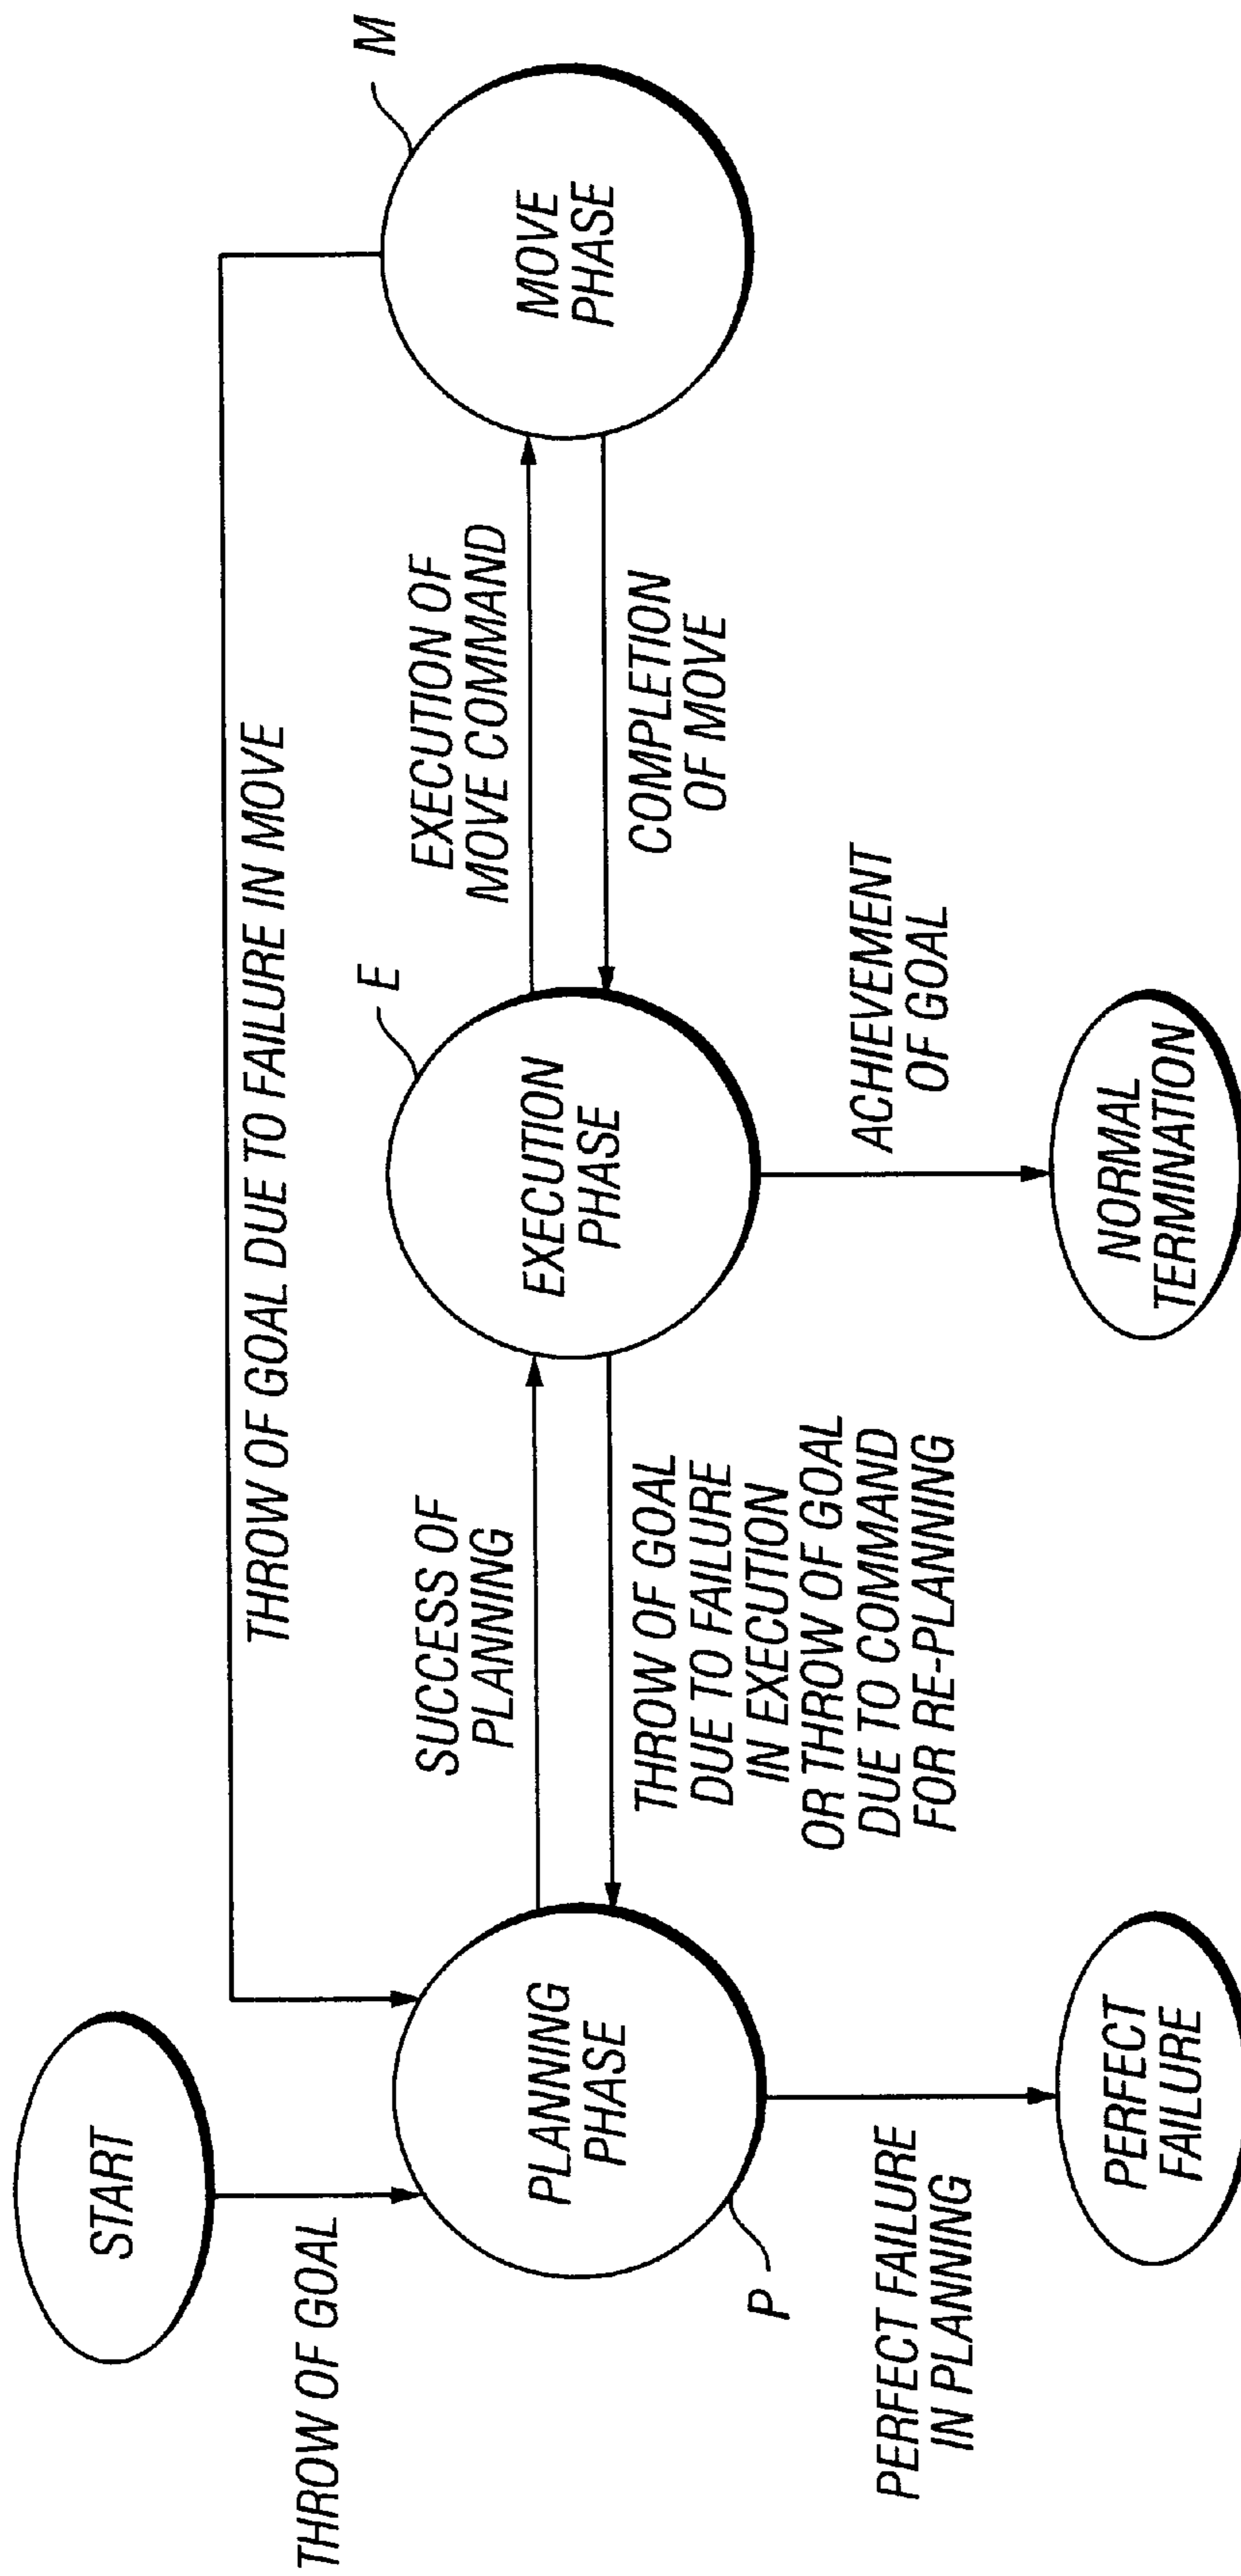 START
THROW OF GOAL
THROW OF GOAL DUE TO FAILURE IN MOVE
PLANNING
PHASE
P
SUCCESS OF
PLANNING
THROW OF GOAL
DUE TO FAILURE
IN EXECUTION
OR THROW OF GOAL
DUE TO COMMAND
FOR RE-PLANNING
EXECUTION
PHASE
E
EXECUTION OF
MOVE COMMAND
COMPLETION
OF MOVE
MOVE
PHASE
M
PERFECT FAILURE
IN PLANNING
PERFECT
FAILURE
ACHIEVEMENT
OF GOAL
NORMAL
TERMINATION